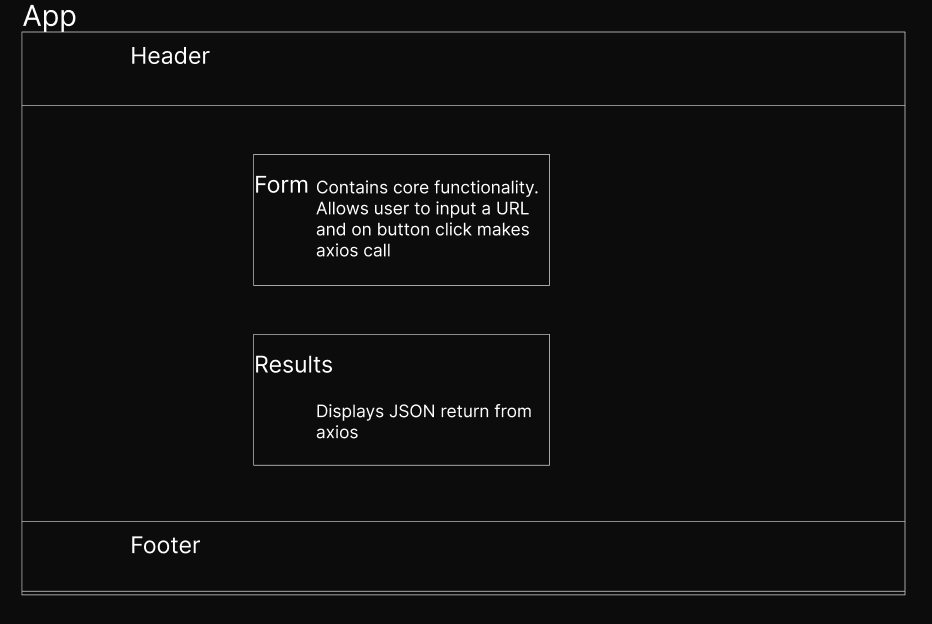 App
Header
Form
Contains core functionality.
Allows user to input a URL
and on button click makes
axios call
Results
Displays JSON return from
axios
Footer